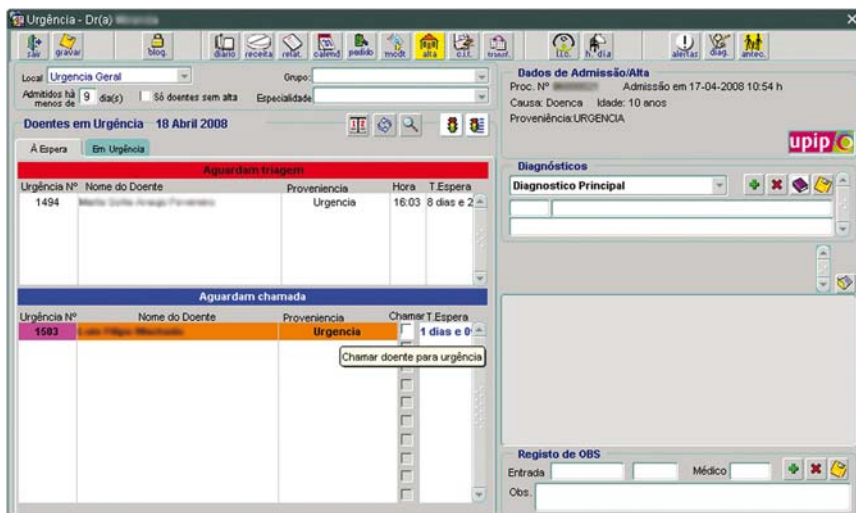 Urgência - Dr(a)
sair gravar bloq. diário receita relat. calend. pedido mcdt alta c.i.t. transf. l.i.c. h.dia alertas diag. antec.
Local Urgencia Geral Grupo:
Admitidos há menos de 9 dia(s) Só doentes sem alta Especialidade
Doentes em Urgência 18 Abril 2008
À Espera Em Urgência
Aguardam triagem
Urgência Nº Nome do Doente Proveniencia Hora T.Espera
1494 Urgencia 16:03 8 dias e 2
Aguardam chamada
Urgência Nº Nome do Doente Proveniencia Chamar T.Espera
1503 Urgencia 1 dias e 0
Chamar doente para urgência
Dados de Admissão/Alta
Proc. Nº Admissão em 17-04-2008 10:54 h
Causa: Doenca Idade: 10 anos
Proveniência:URGENCIA
upip
Diagnósticos
Diagnostico Principal
Registo de OBS
Entrada Médico
Obs.